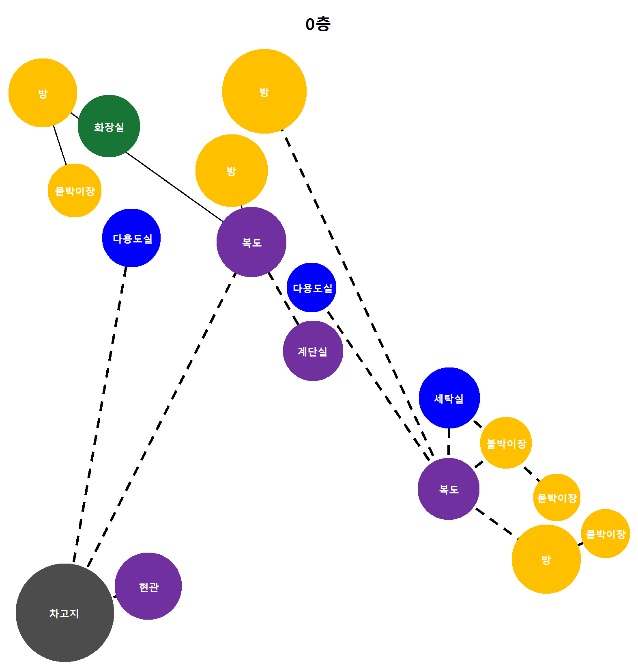 0층
방
방
화장실
방
붙박이장
다용도실
복도
다용도실
계단실
세탁실
붙박이장
복도
붙박이장
붙박이장
방
현관
차고지